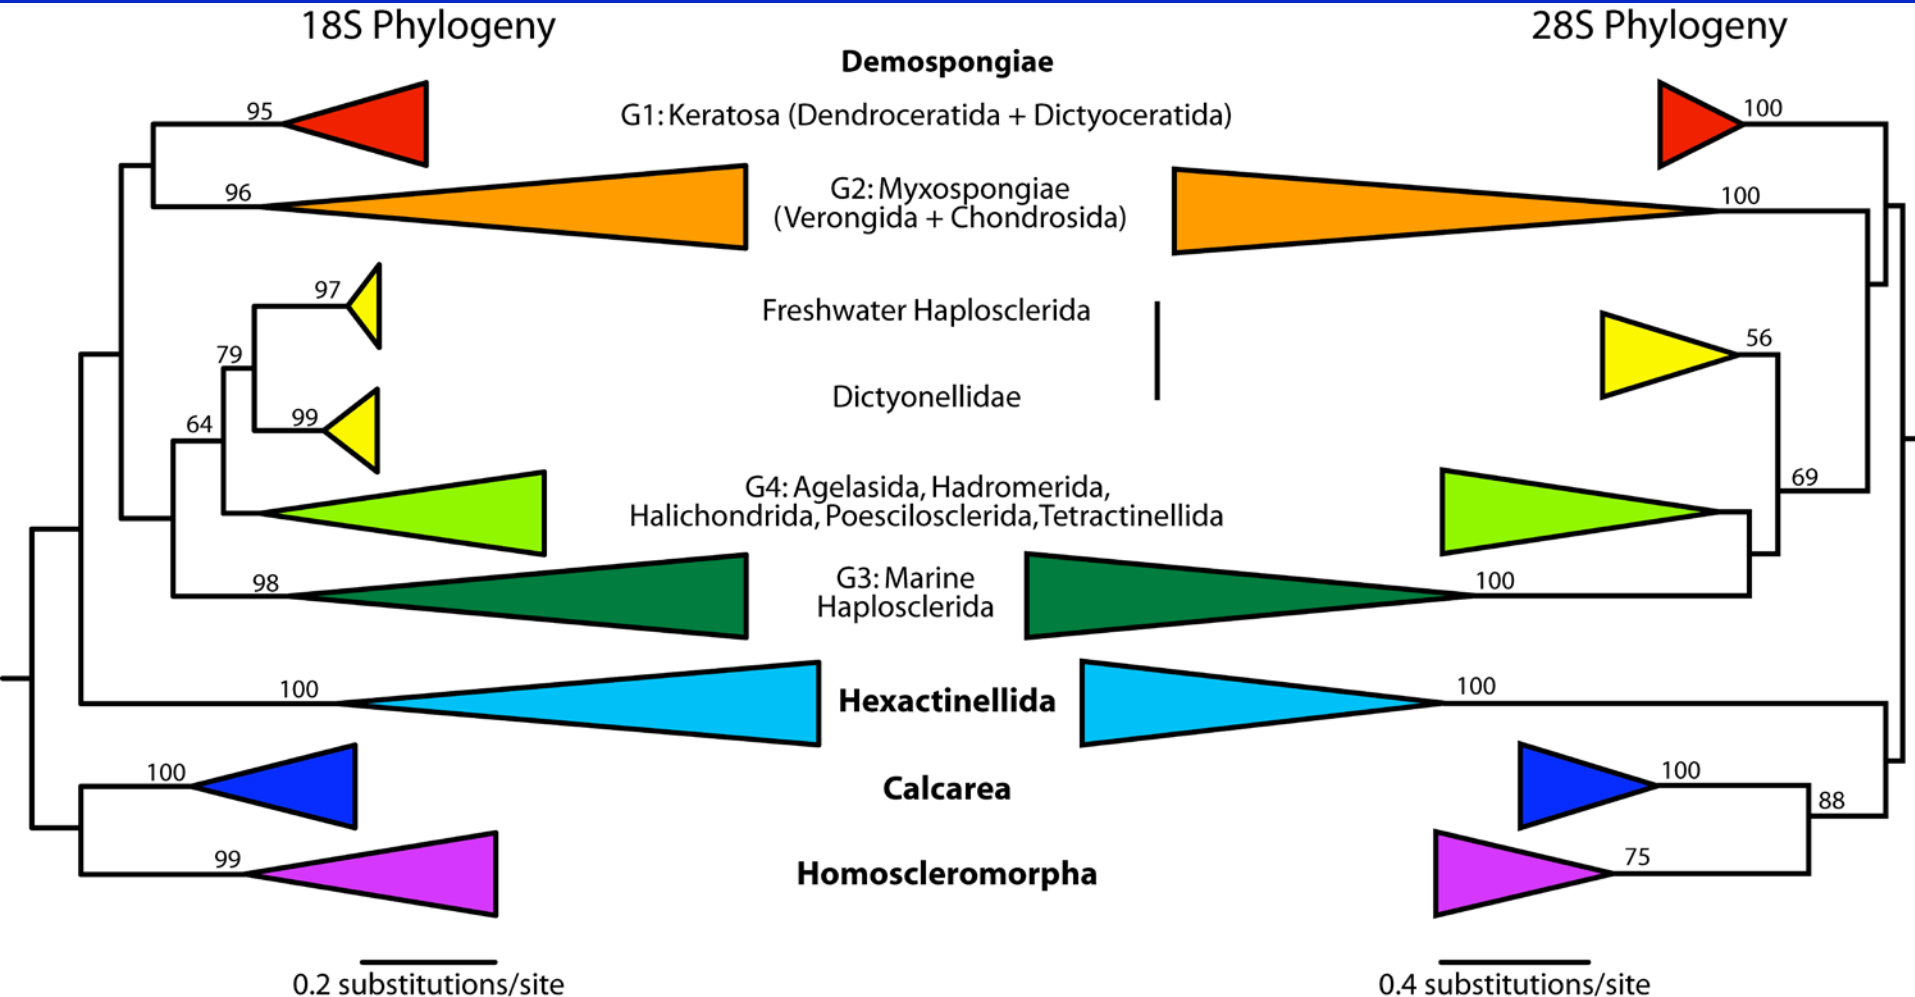 18S Phylogeny
28S Phylogeny
Demospongiae
95
G1: Keratosa (Dendroceratida + Dictyoceratida)
100
96
G2: Myxospongiae
(Verongida + Chondrosida)
100
97
Freshwater Haplosclerida
79
56
99
Dictyonellidae
64
69
G4: Agelasida, Hadromerida,
Halichondrida, Poescilosclerida, Tetractinellida
98
G3: Marine
Haplosclerida
100
100
Hexactinellida
100
100
Calcarea
100
88
99
Homoscleromorpha
75
0.2 substitutions/site
0.4 substitutions/site